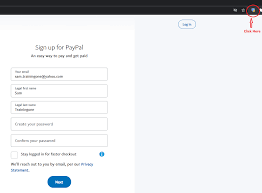 Log In
Click Here
Sign up for PayPal
An easy way to pay and get paid!
Your email
Legal first name
Sian
Legal last name
Create your password
Confirm your password
Stay logged in for faster checkout
We'll reach out to you by email, per our Privacy
Statement.
Next